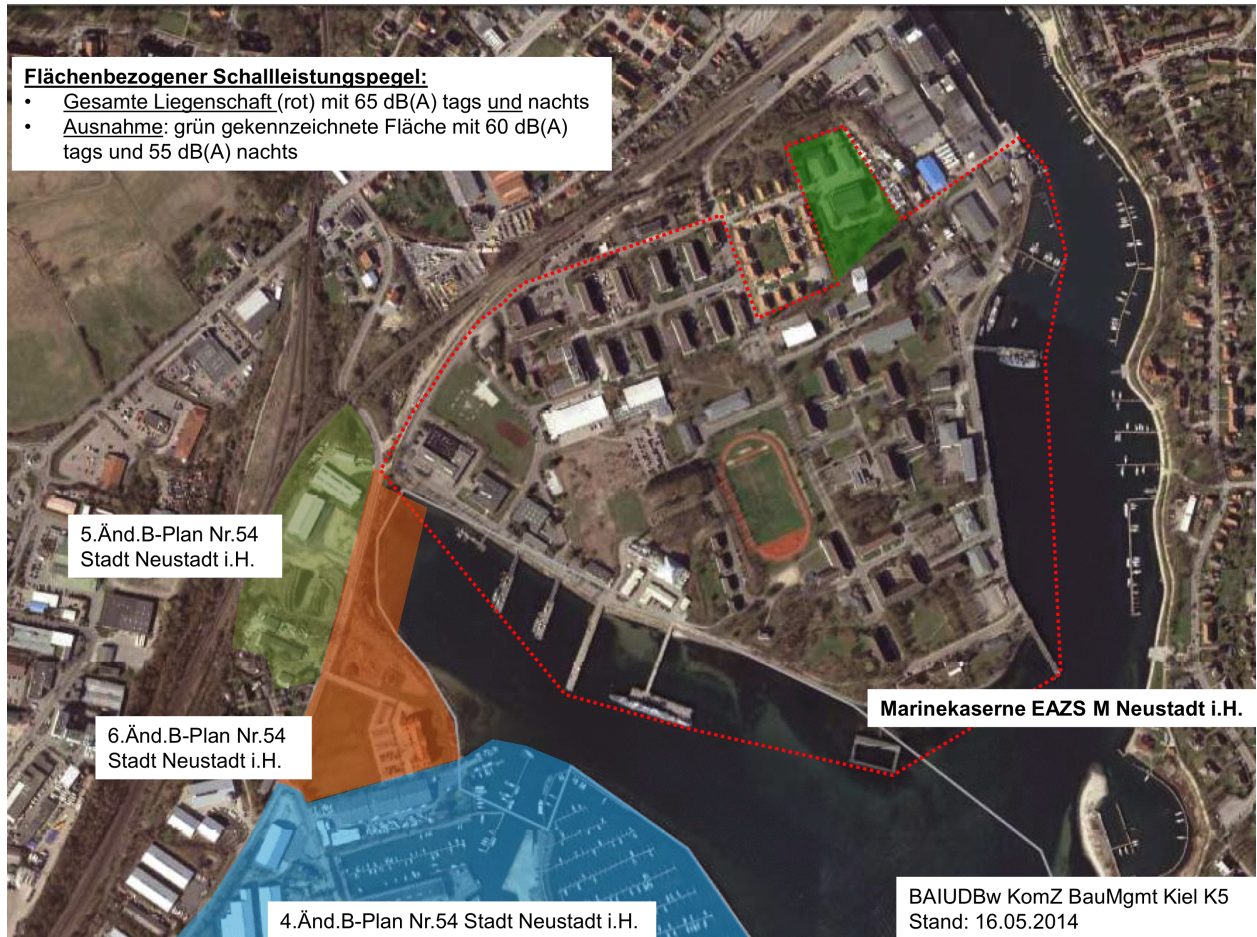 Flächenbezogener Schallleistungspegel:
• Gesamte Liegenschaft (rot) mit 65 dB(A) tags und nachts
• Ausnahme: grün gekennzeichnete Fläche mit 60 dB(A)
tags und 55 dB(A) nachts
5.Änd.B-Plan Nr.54
Stadt Neustadt i.H.
6.Änd.B-Plan Nr.54
Stadt Neustadt i.H.
Marinekaserne EAZS M Neustadt i.H.
4.Änd.B-Plan Nr.54 Stadt Neustadt i.H.
BAIUDBw KomZ BauMgmt Kiel K5
Stand: 16.05.2014